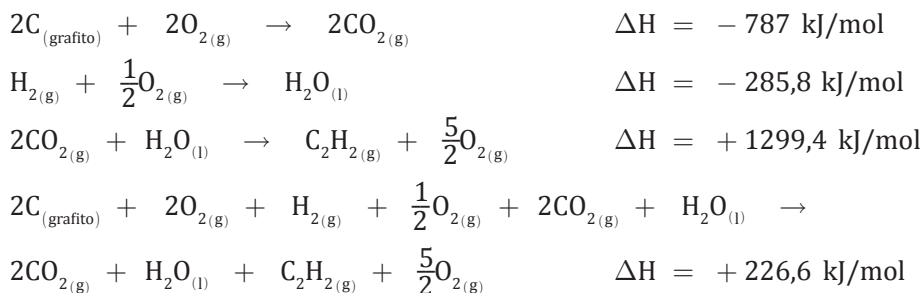 2C(grafito) + 2O2(g) → 2CO2(g) ΔH = − 787 kJ/mol
H2(g) + 1/2O2(g) → H2O(l) ΔH = − 285,8 kJ/mol
2CO2(g) + H2O(l) → C2H2(g) + 5/2O2(g) ΔH = + 1299,4 kJ/mol
2C(grafito) + 2O2(g) + H2(g) + 1/2O2(g) + 2CO2(g) + H2O(l) →
2CO2(g) + H2O(l) + C2H2(g) + 5/2O2(g) ΔH = + 226,6 kJ/mol